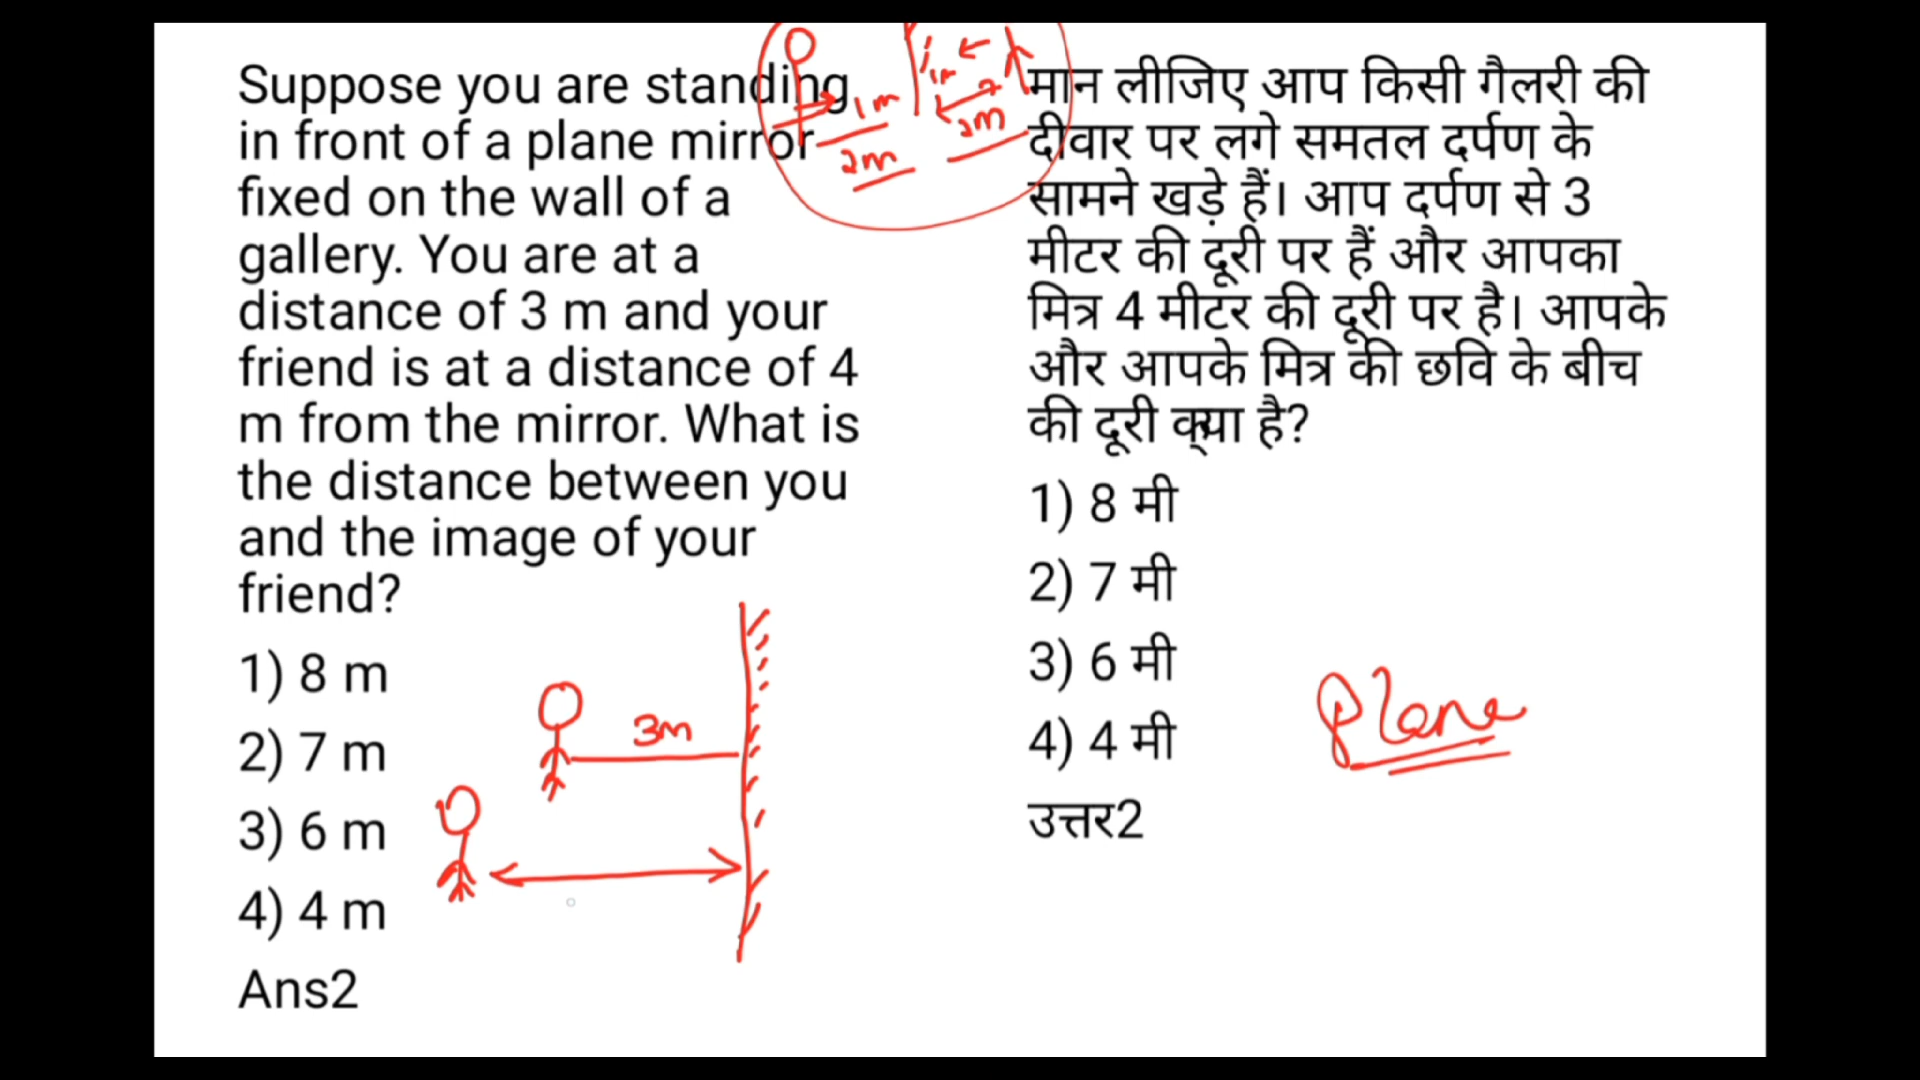 Suppose you are standing
in front of a plane mirror
fixed on the wall of a
gallery. You are at a
distance of 3 m and your
friend is at a distance of 4
m from the mirror. What is
the distance between you
and the image of your
friend?
1) 8 m
2) 7 m
3) 6 m
4) 4 m
Ans2
1m
2m
1m
2m
3m
मान लीजिए आप किसी गैलरी की
दीवार पर लगे समतल दर्पण के
सामने खड़े हैं। आप दर्पण से 3
मीटर की दूरी पर हैं और आपका
मित्र 4 मीटर की दूरी पर है। आपके
और आपके मित्र की छवि के बीच
की दूरी क्या है?
1) 8 मी
2) 7 मी
3) 6 मी
4) 4 मी
उत्तर2
Plane